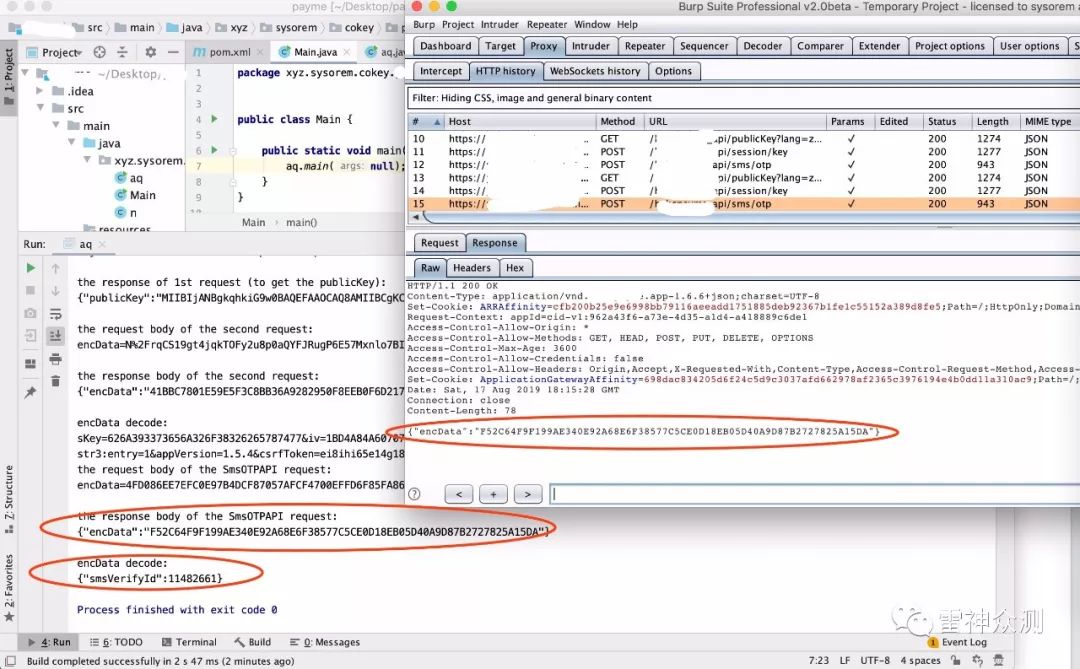 payme [~/Desktop/pa
src
main
java
xyz
sysorem
cokey
Project
pom.xml
Main.java
aq.ja
1: Project
~/Desktop/
.idea
src
main
java
xyz.sysorem.
aq
Main
n
resources
1
2
3
4
5
6
7
8
9
10
package xyz.sysorem.cokey.
public class Main {
public static void main(
aq.main( args: null);
}
}
Main
main()
Run:
aq
the response of 1st request (to get the publicKey):
{"publicKey":"MIIBIjANBgkqhkiG9w0BAQEFAAOCAQ8AMIIBCgKC
the request body of the second request:
encData=N%2FrqCS19gt4jqkTOFy2u8p0aQYFJRugP6E57Mxnlo7BI
the response body of the second request:
{"encData":"41BBC7801E59E5F3C8BB36A9282950F8EEB0F6D217
encData decode:
sKey=626A393373656A326F38326265787477&iv=1BD4A84A60707
str3:entry=1&appVersion=1.5.4&csrfToken=ei8ihi65e14g18
the request body of the SmsOTPAPI request:
encData=4FD086EE7EFC0E97B4DCF87057AFCF4700EFFD6F85FA86
the response body of the SmsOTPAPI request:
{"encData":"F52C64F9F199AE340E92A68E6F38577C5CE0D18EB05D40A9D87B2727825A15DA"}
encData decode:
{"smsVerifyId":11482661}
Process finished with exit code 0
Z: Structure
2: Favorites
4: Run
6: TODO
Terminal
Build
0: Messages
Event Log
1
Build completed successfully in 2 s 47 ms (2 minutes ago)
7:23
LF
UTF-8
4 spaces
Burp Suite Professional v2.0beta - Temporary Project - licensed to sysorem
Burp Project Intruder Repeater Window Help
Dashboard Target Proxy Intruder Repeater Sequencer Decoder Comparer Extender Project options User options
Intercept HTTP history WebSockets history Options
Filter: Hiding CSS, image and general binary content
# Host Method URL Params Edited Status Length MIME type
10 https:// GET /l pi/publicKey?lang=z... ✓ 200 1274 JSON
11 https:// POST / api/session/key ✓ 200 1277 JSON
12 https:// POST / api/sms/otp ✓ 200 943 JSON
13 https:// GET / pi/publicKey?lang=z... ✓ 200 1274 JSON
14 https:// POST /h api/session/key ✓ 200 1277 JSON
15 https:// ... POST /h api/sms/otp ✓ 200 943 JSON
Request Response
Raw Headers Hex
HTTP/1.1 200 OK
Content-Type: application/vnd. .app-1.6.6+json;charset=UTF-8
Set-Cookie: ARRAffinity=cfb200b25e9e6998bb79116aeeadd1751885deb92367b1fe1c55152a389d8fe5;Path=/;HttpOnly;Domain
Request-Context: appId=cid-v1:962a43f6-a73e-4d35-a1d4-a418889c6de1
Access-Control-Allow-Origin: *
Access-Control-Allow-Methods: GET, HEAD, POST, PUT, DELETE, OPTIONS
Access-Control-Max-Age: 3600
Access-Control-Allow-Credentials: false
Access-Control-Allow-Headers: Origin,Accept,X-Requested-With,Content-Type,Access-Control-Request-Method,Access-
Set-Cookie: ApplicationGatewayAffinity=698dac834205d6f24c5d9c3037afd662978af2365c3976194e4b0dd11a310ac9;Path=/;
Date: Sat, 17 Aug 2019 18:15:28 GMT
Connection: close
Content-Length: 78
{"encData":"F52C64F9F199AE340E92A68E6F38577C5CE0D18EB05D40A9D87B2727825A15DA"}
? < + >
雷神众测